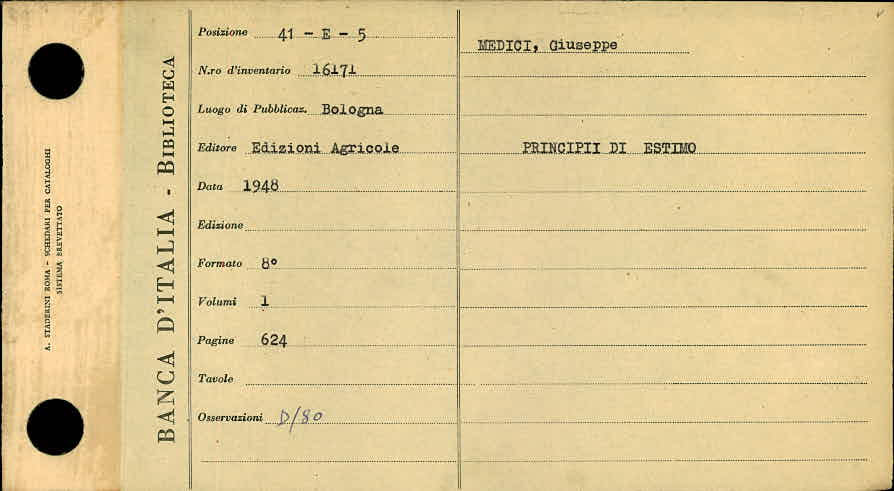 A. STADERINI ROMA - SCHEDARI PER CATALOGHI
SISTEMA BREVETTATO
BANCA D'ITALIA - BIBLIOTECA
Posizione 41 - E - 5
N.ro d'inventario 16171
Luogo di Pubblicaz. Bologna
Editore Edizioni Agricole
Data 1948
Edizione
Formato 8°
Volumi 1
Pagine 624
Tavole
Osservazioni D/80
MEDICI, Giuseppe
PRINCIPII DI ESTIMO